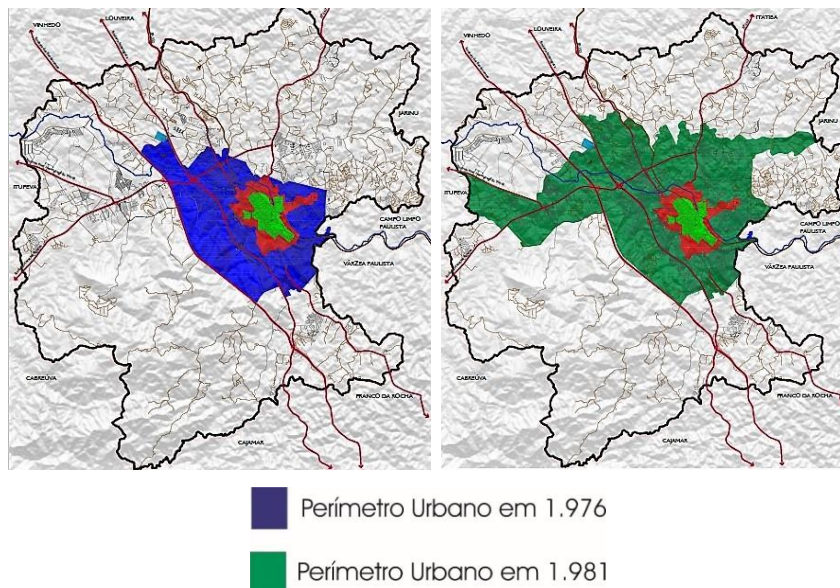 VINHEDO
LOUVEIRA
JARINU
ITUPEVA
CAMPO LIMPO
PAULISTA
VÁRZEA PAULISTA
CABREÚVA
FRANCO DA ROCHA
CAJAMAR
ITATIBA
VINHEDO
LOUVEIRA
JARINU
ITUPEVA
CAMPO LIMPO
PAULISTA
VÁRZEA PAULISTA
CABREÚVA
FRANCO DA ROCHA
CAJAMAR
Perímetro Urbano em 1.976
Perímetro Urbano em 1.981